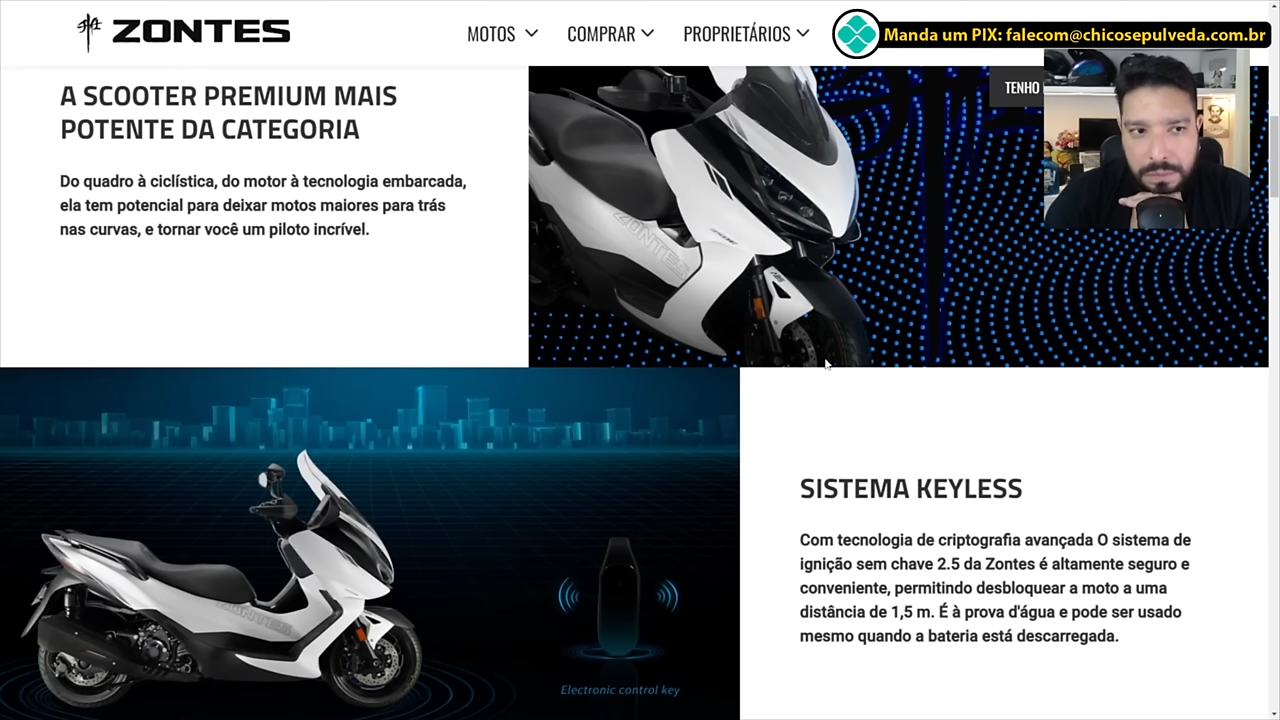 ZONTES
MOTOS
COMPRAR
PROPRIETÁRIOS
Manda um PIX: falecom@chicosepulveda.com.br
TENHO
A SCOOTER PREMIUM MAIS
POTENTE DA CATEGORIA
Do quadro à ciclística, do motor à tecnologia embarcada,
ela tem potencial para deixar motos maiores para trás
nas curvas, e tornar você um piloto incrível.
ZONTES
SISTEMA KEYLESS
Com tecnologia de criptografia avançada O sistema de
ignição sem chave 2.5 da Zontes é altamente seguro e
conveniente, permitindo desbloquear a moto a uma
distância de 1,5 m. É à prova d'água e pode ser usado
mesmo quando a bateria está descarregada.
ZONTES
Electronic control key